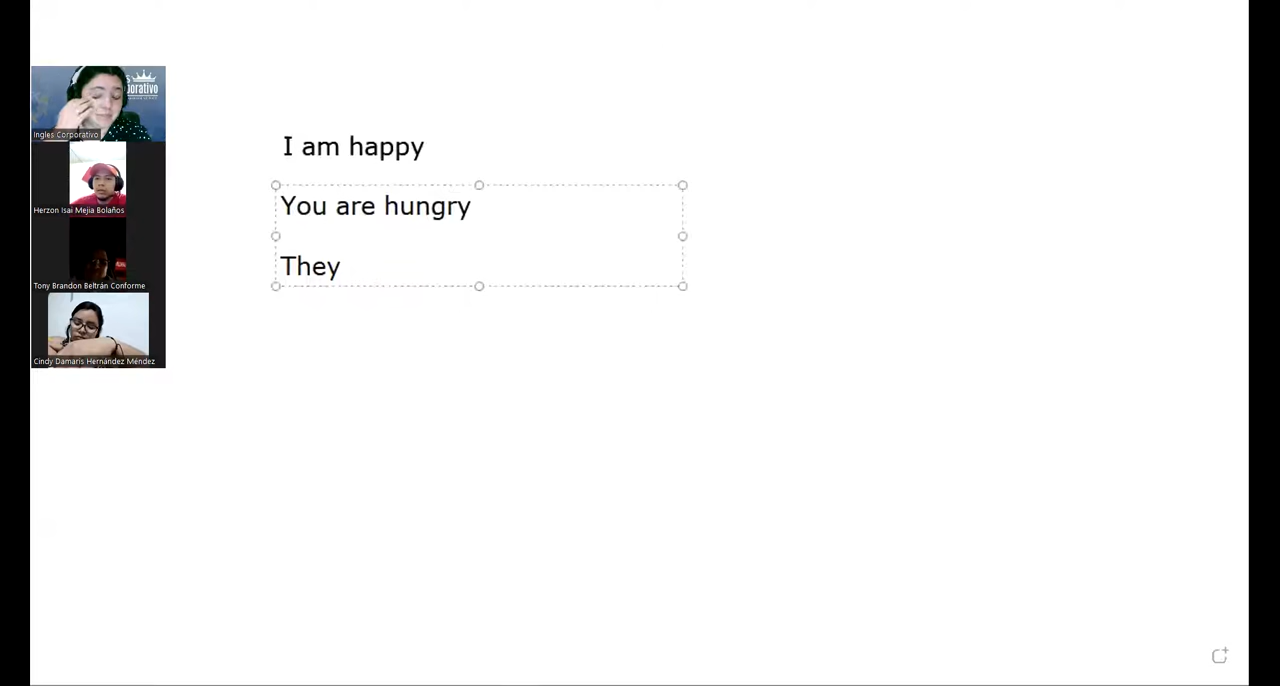 S
porativo
Ingles Corporativo
Herzon Isai Mejia Bolaños
Tony Brandon Beltrán Conforme
Cindy Damaris Hernández Méndez
I am happy
You are hungry
They